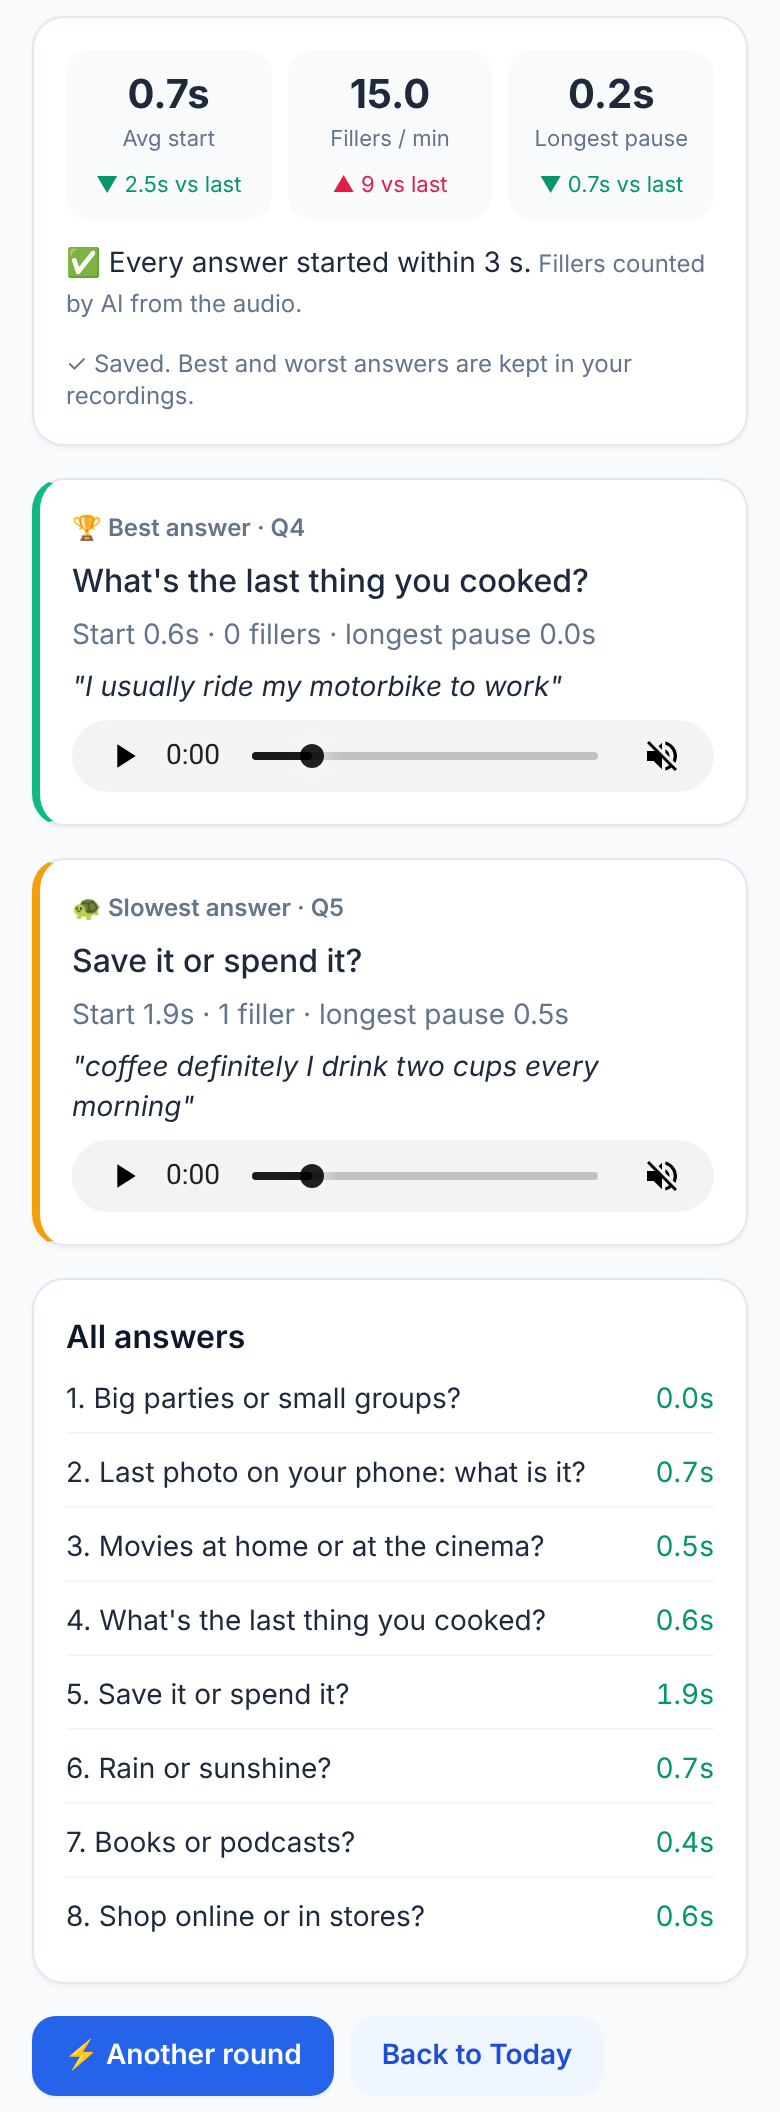 0.7s
Avg start
▼ 2.5s vs last
15.0
Fillers / min
▲ 9 vs last
0.2s
Longest pause
▼ 0.7s vs last
✅ Every answer started within 3 s. Fillers counted
by AI from the audio.
✓ Saved. Best and worst answers are kept in your
recordings.
🏆 Best answer · Q4
What's the last thing you cooked?
Start 0.6s · 0 fillers · longest pause 0.0s
"I usually ride my motorbike to work"
0:00
🐢 Slowest answer · Q5
Save it or spend it?
Start 1.9s · 1 filler · longest pause 0.5s
"coffee definitely I drink two cups every
morning"
0:00
All answers
1. Big parties or small groups? 0.0s
2. Last photo on your phone: what is it? 0.7s
3. Movies at home or at the cinema? 0.5s
4. What's the last thing you cooked? 0.6s
5. Save it or spend it? 1.9s
6. Rain or sunshine? 0.7s
7. Books or podcasts? 0.4s
8. Shop online or in stores? 0.6s
⚡ Another round
Back to Today